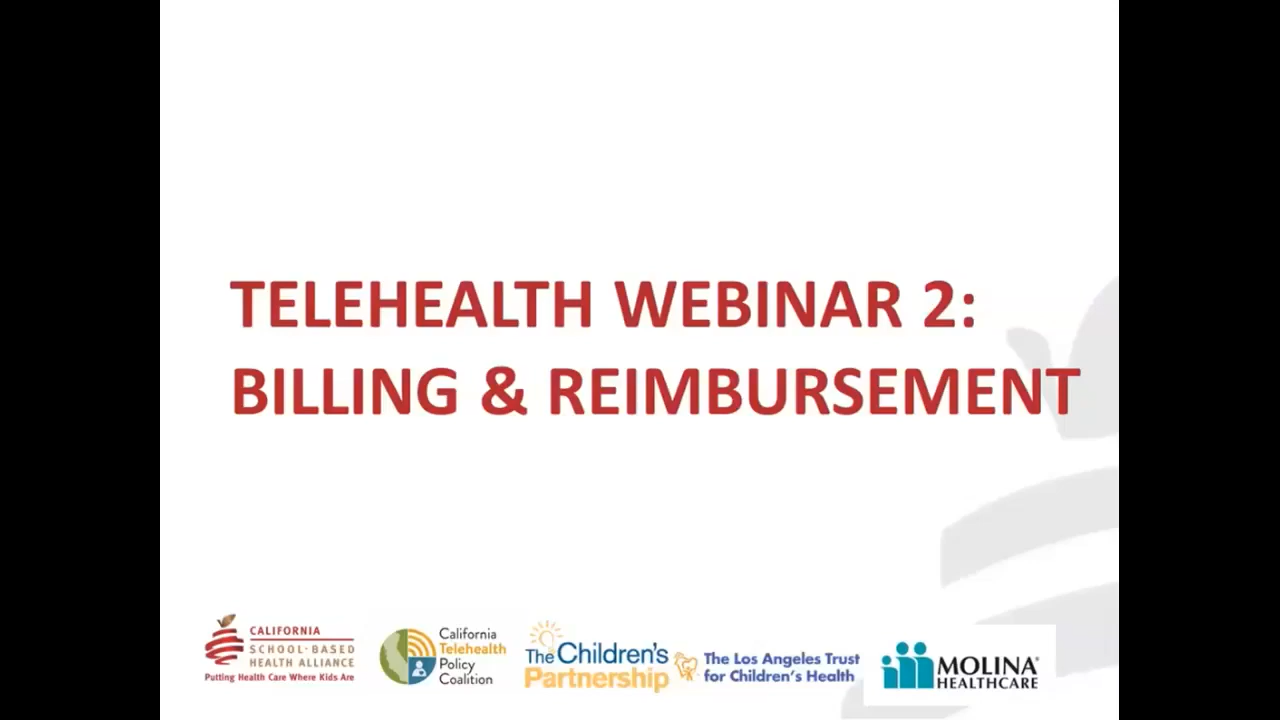 TELEHEALTH WEBINAR 2:
BILLING & REIMBURSEMENT
CALIFORNIA
SCHOOL-BASED
HEALTH ALLIANCE
Putting Health Care Where Kids Are
California
Telehealth
Policy
Coalition
The Children's
Partnership
The Los Angeles Trust
for Children's Health
MOLINA®
HEALTHCARE